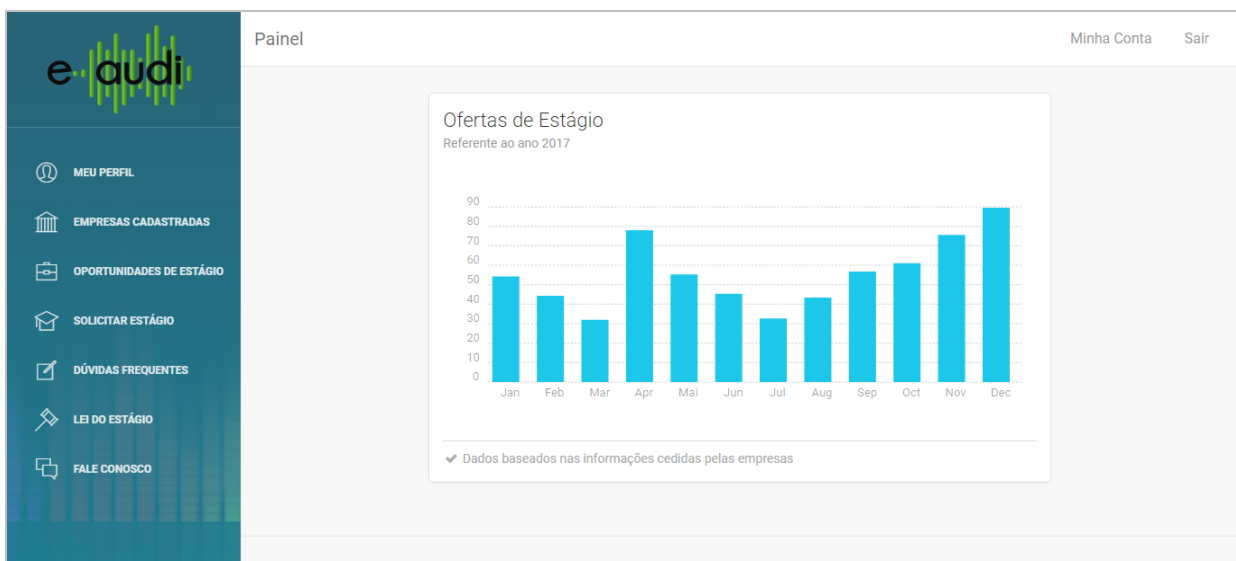 e-audi
Painel
Minha Conta
Sair
MEU PERFIL
EMPRESAS CADASTRADAS
OPORTUNIDADES DE ESTÁGIO
SOLICITAR ESTÁGIO
DÚVIDAS FREQUENTES
LEI DO ESTÁGIO
FALE CONOSCO
Ofertas de Estágio
Referente ao ano 2017
90
80
70
60
50
40
30
20
10
0
Jan Feb Mar Apr Mai Jun Jul Aug Sep Oct Nov Dec
Dados baseados nas informações cedidas pelas empresas